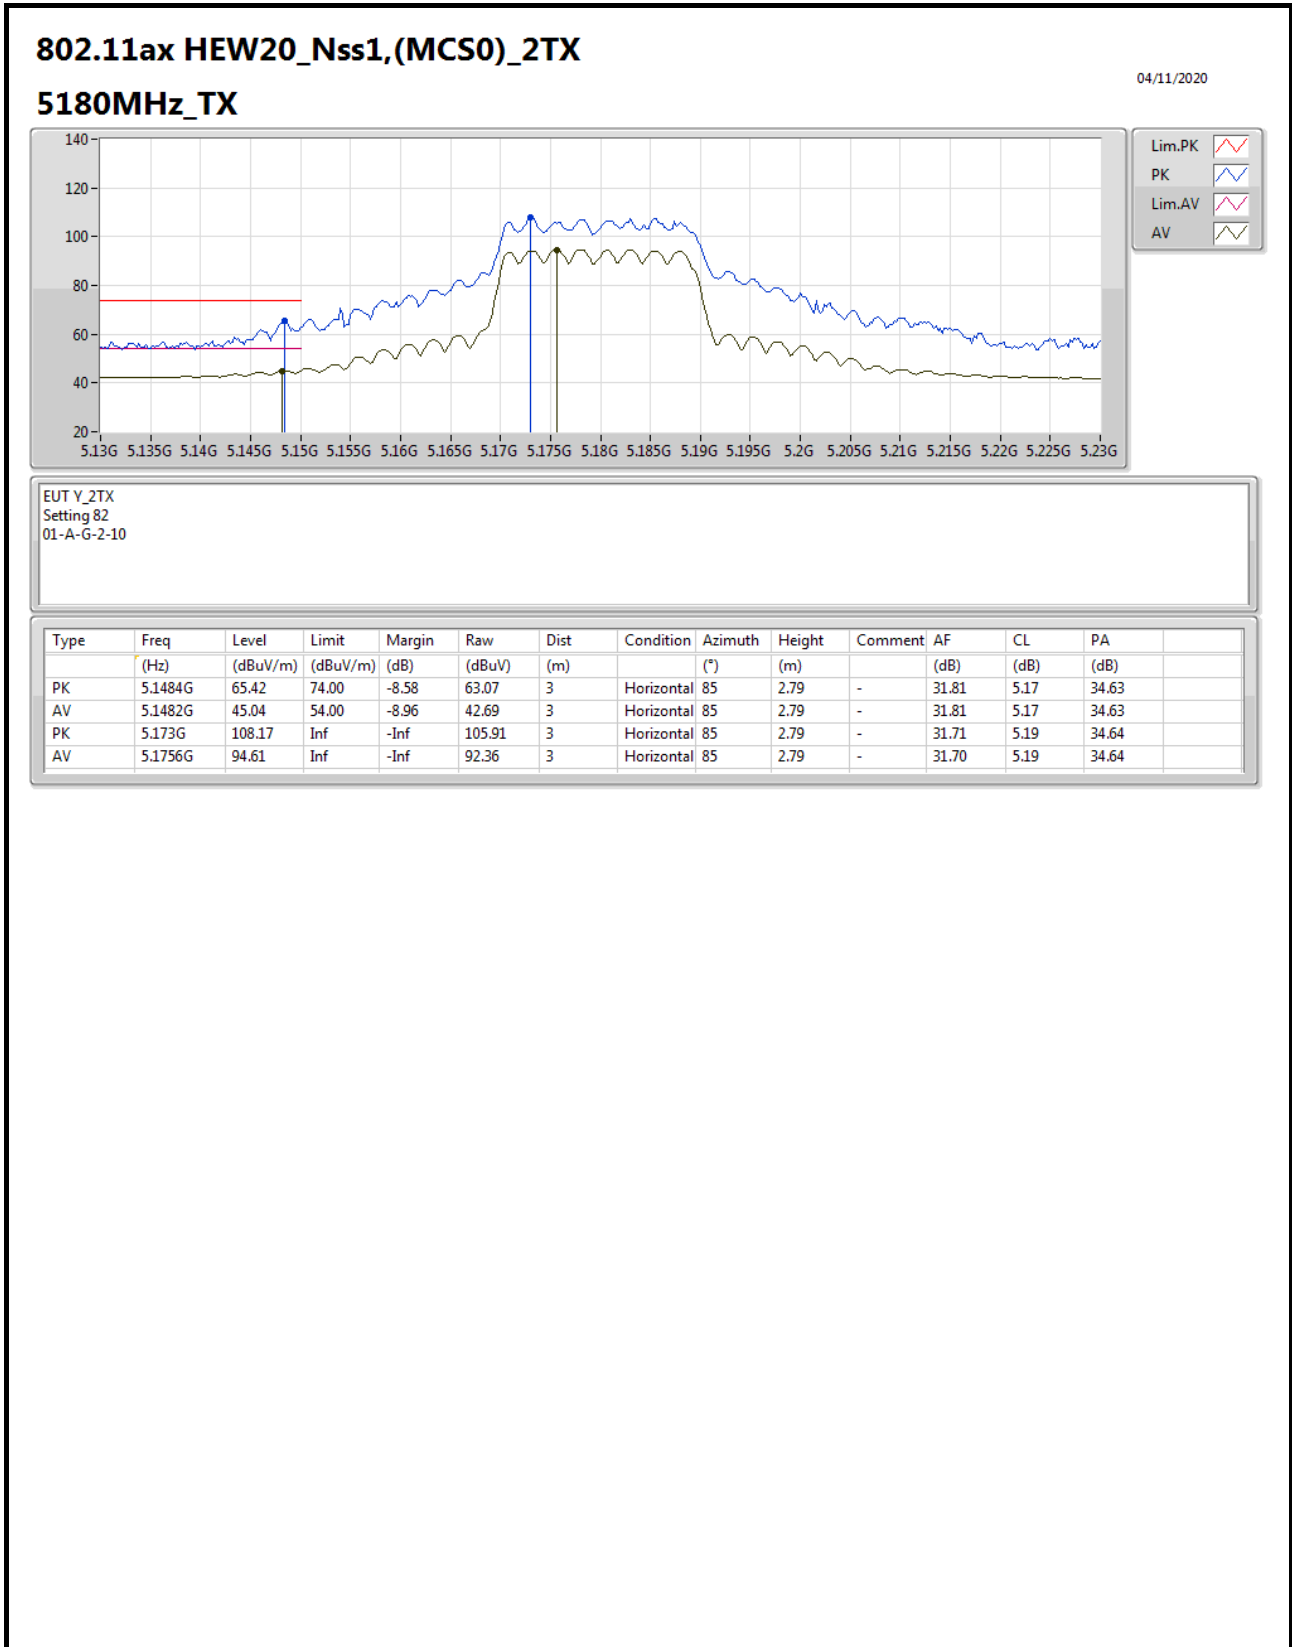 802.11ax HEW20_Nss1,(MCS0)_2TX
04/11/2020
5180MHz_TX
140
120
100
80
60
40
20
5.13G 5.135G 5.14G 5.145G 5.15G 5.155G 5.16G 5.165G 5.17G 5.175G 5.18G 5.185G 5.19G 5.195G 5.2G 5.205G 5.21G 5.215G 5.22G 5.225G 5.23G
Lim.PK
PK
Lim.AV
AV
EUT Y_2TX
Setting 82
01-A-G-2-10
Type Freq Level Limit Margin Raw Dist Condition Azimuth Height Comment AF CL PA
(Hz) (dBuV/m) (dBuV/m) (dB) (dBuV) (m) (°) (m) (dB) (dB) (dB)
PK 5.1484G 65.42 74.00 -8.58 63.07 3 Horizontal 85 2.79 - 31.81 5.17 34.63
AV 5.1482G 45.04 54.00 -8.96 42.69 3 Horizontal 85 2.79 - 31.81 5.17 34.63
PK 5.173G 108.17 Inf -Inf 105.91 3 Horizontal 85 2.79 - 31.71 5.19 34.64
AV 5.1756G 94.61 Inf -Inf 92.36 3 Horizontal 85 2.79 - 31.70 5.19 34.64